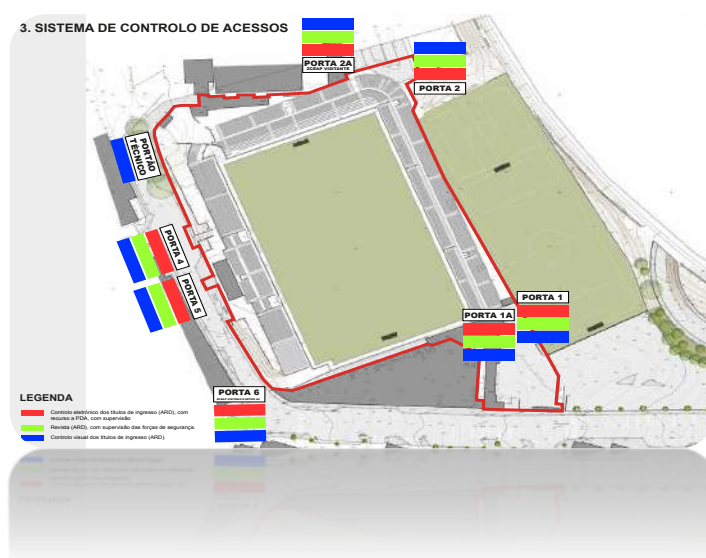 3. SISTEMA DE CONTROLO DE ACESSOS
PORTA 2A
ZCEAP VISITANTE
PORTA 2
PORTÃO
TÉCNICO
PORTA 4
PORTA 5
PORTA 1
PORTA 1A
PORTA 6
LEGENDA
Controlo eletrónico dos títulos de ingresso (ARD), com
recurso a PDA, com supervisão
Revista (ARD), com supervisão das forças de segurança.
Controlo visual dos títulos de ingresso (ARD).